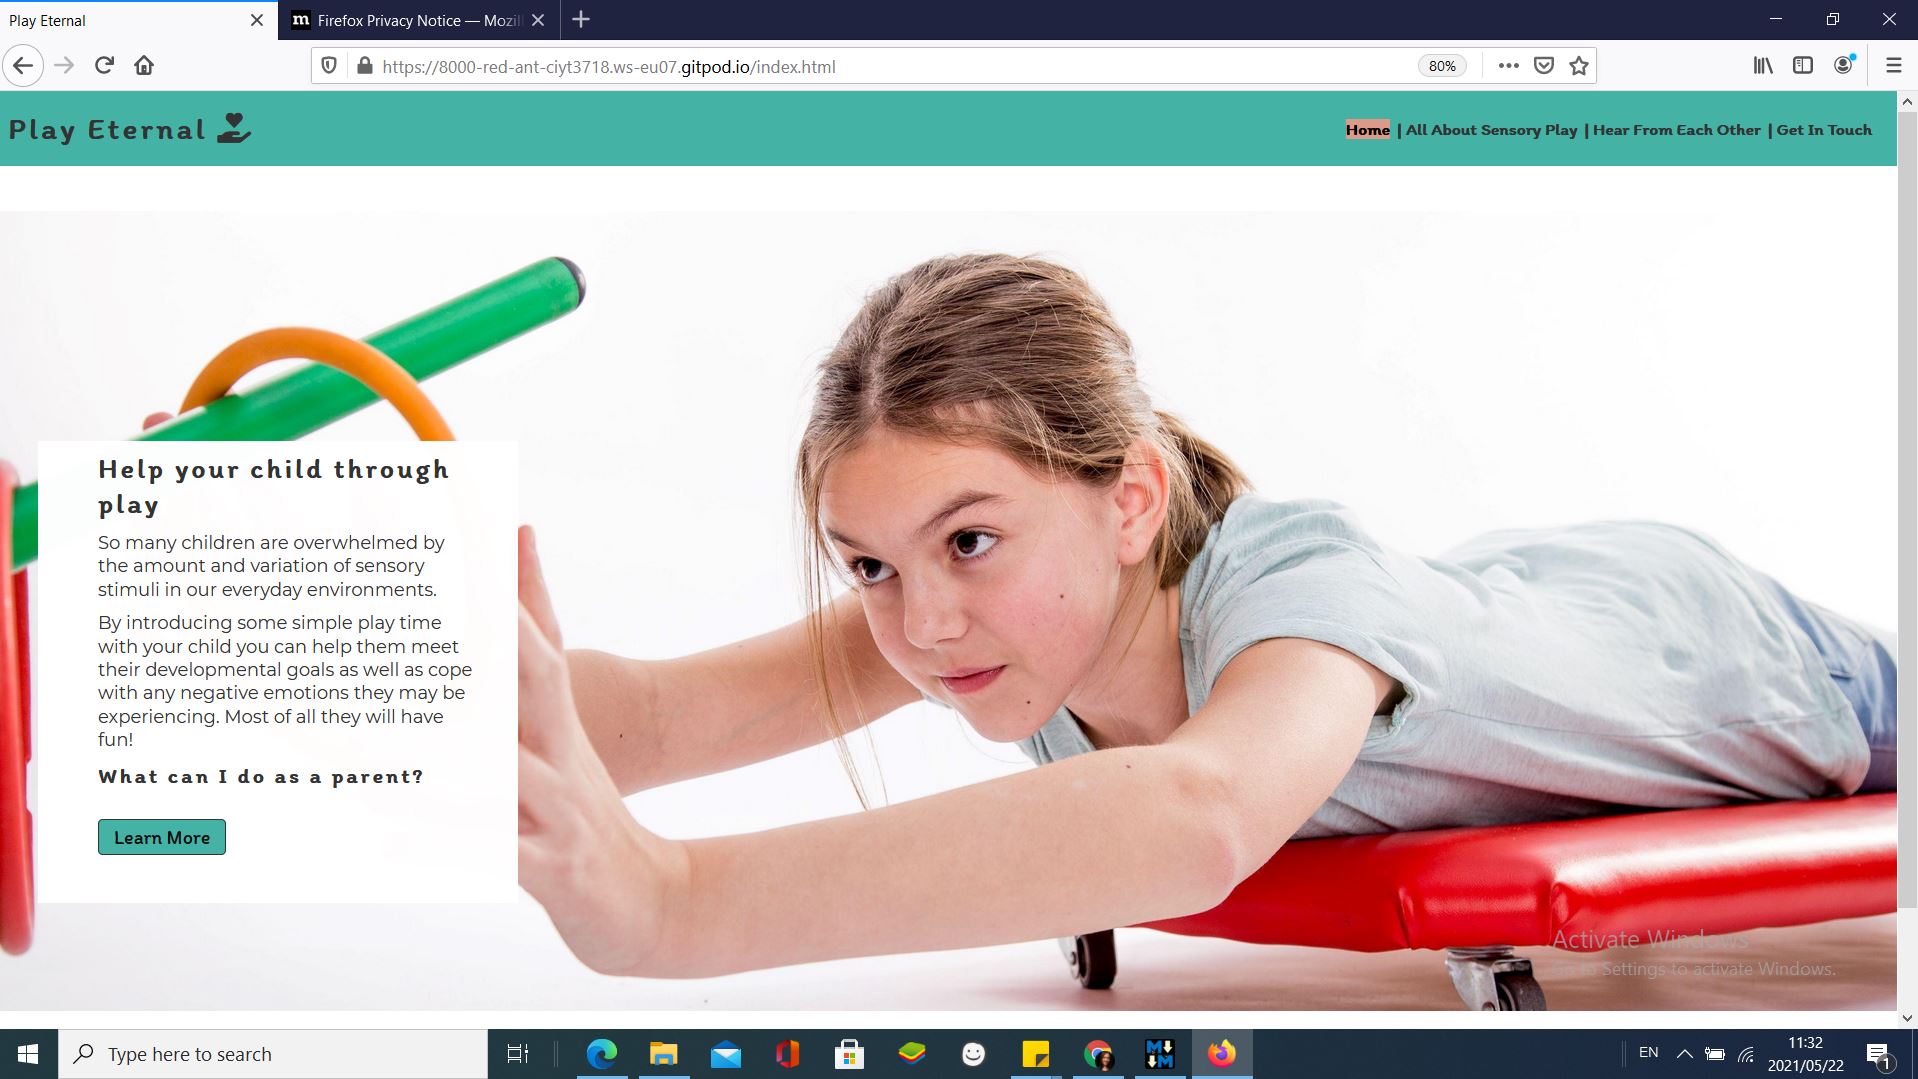 Play Eternal
Firefox Privacy Notice — Mozil
https://8000-red-ant-ciyt3718.ws-eu07.gitpod.io/index.html
80%
Play Eternal
Home | All About Sensory Play | Hear From Each Other | Get In Touch
Help your child through
play
So many children are overwhelmed by
the amount and variation of sensory
stimuli in our everyday environments.
By introducing some simple play time
with your child you can help them meet
their developmental goals as well as cope
with any negative emotions they may be
experiencing. Most of all they will have
fun!
What can I do as a parent?
Learn More
Activate Windows
Go to Settings to activate Windows.
Type here to search
EN
11:32
2021/05/22
1